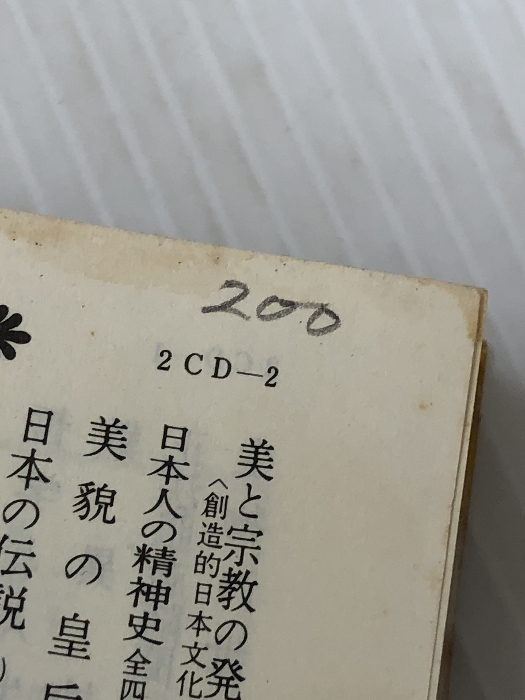 200
2CD—2
美と宗教の発
〈創造的日本文化
日本人の精神史 全四
美貌の皇后
日本の伝説